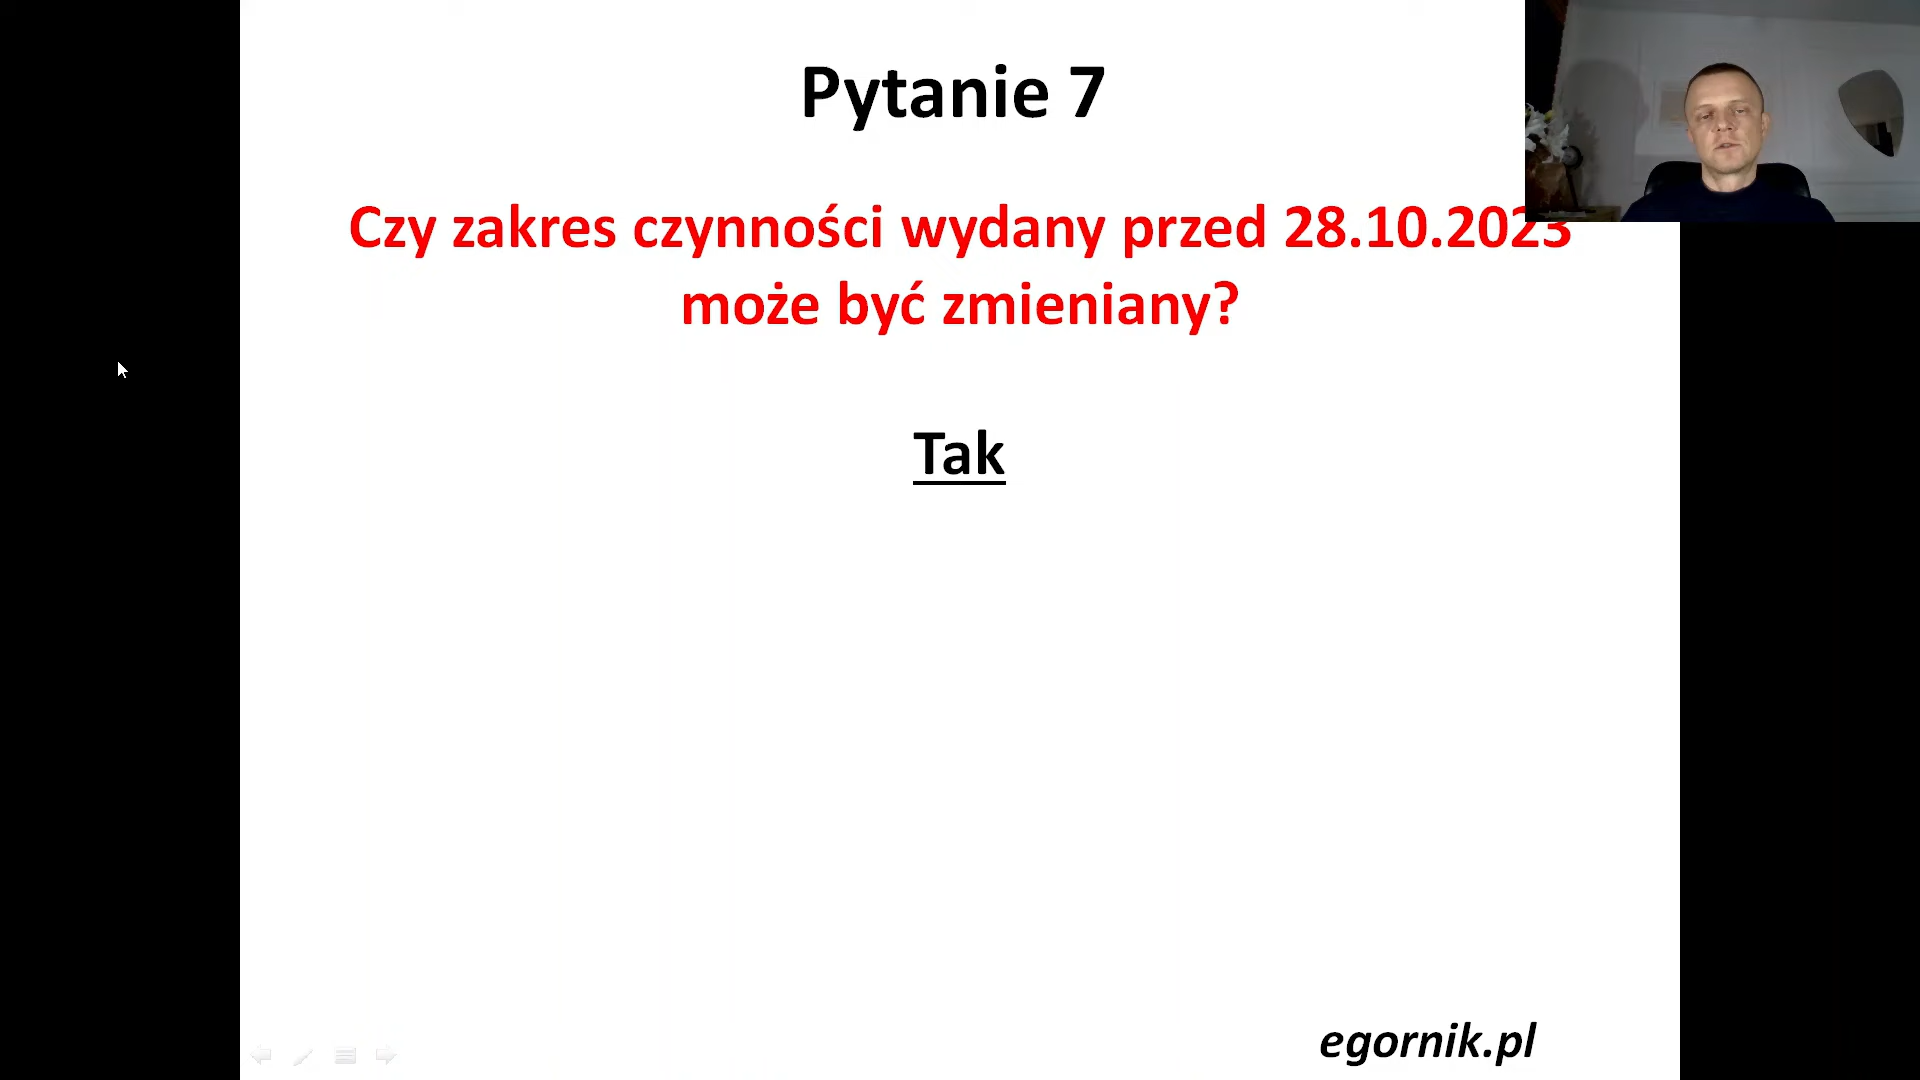 Pytanie 7
Czy zakres czynności wydany przed 28.10.2023
może być zmieniany?
Tak
egornik.pl